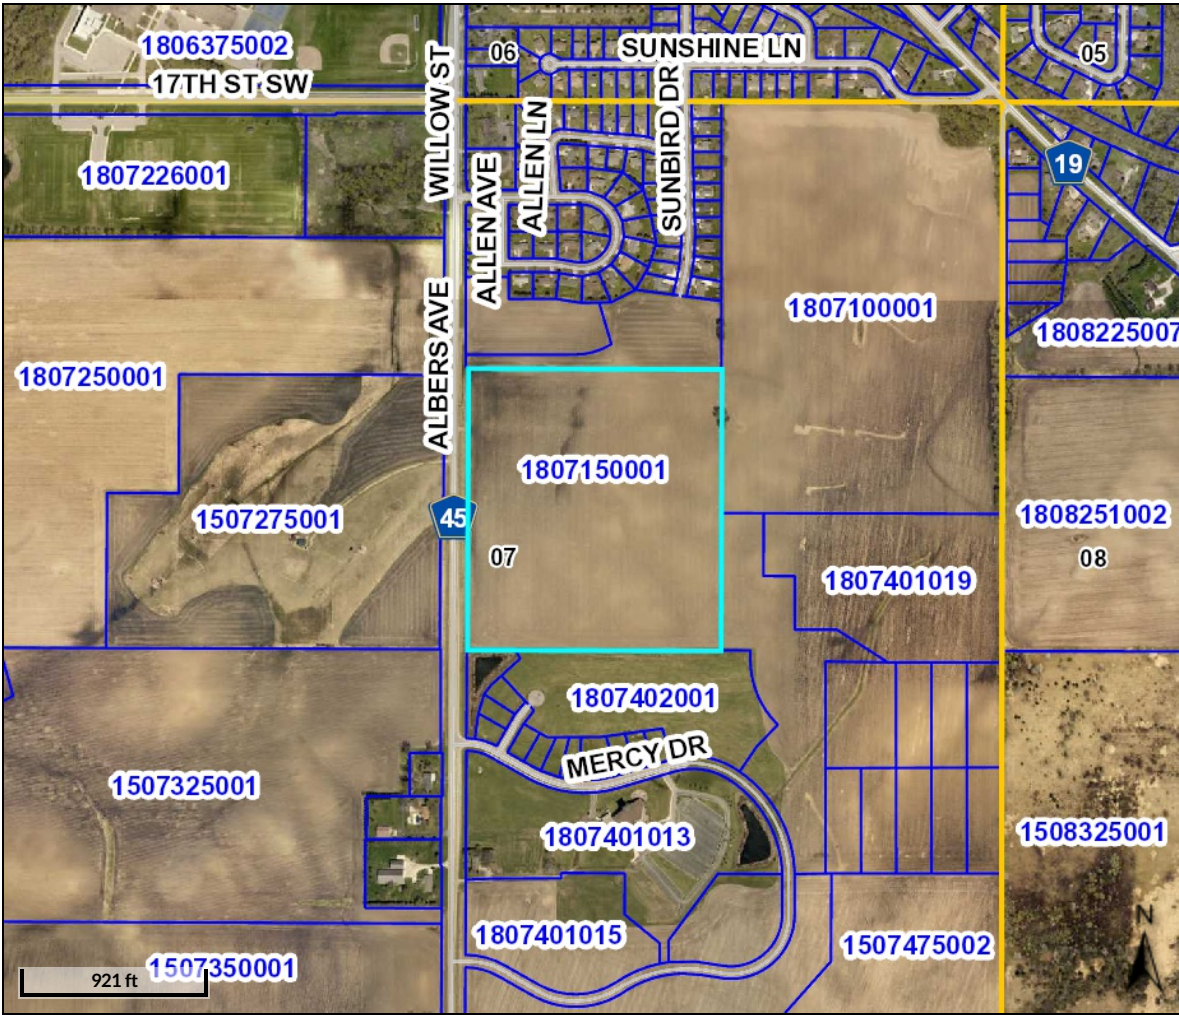 1806375002
06
SUNSHINE LN
05
17TH ST SW
WILLOW ST
SUNBIRD DR
ALLEN LN
19
1807226001
ALLEN AVE
1807100001
1808225007
1807250001
ALBERS AVE
1807150001
1507275001
45
1808251002
07
08
1807401019
1807402001
MERCY DR
1507325001
1807401013
1508325001
1807401015
1507475002
N
1507350001
921 ft